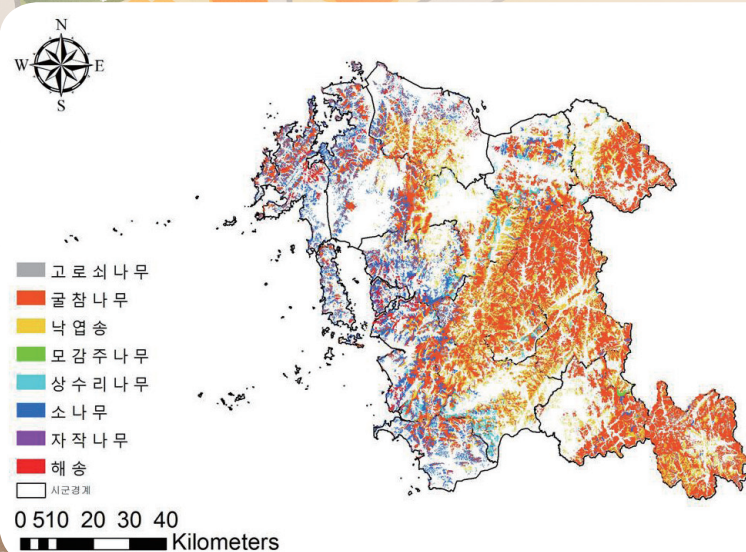 N
W E
S
고로쇠나무
굴참나무
낙엽송
모감주나무
상수리나무
소나무
자작나무
해송
시군경계
0 510 20 30 40
Kilometers